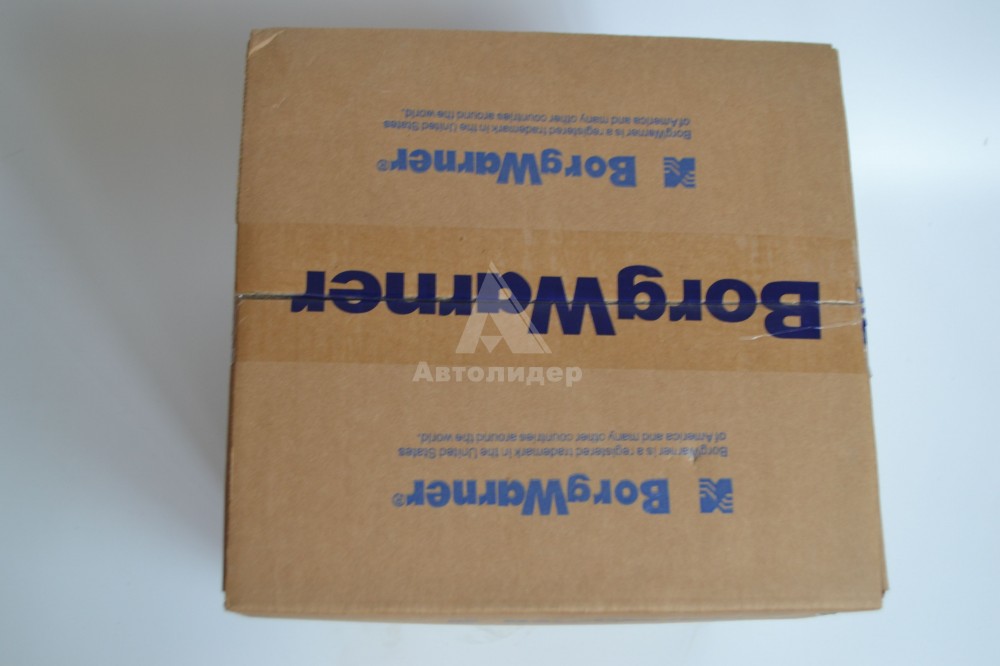 BorgWarner®
BorgWarner is a registered trademark in the United States
of America and many other countries around the world.
BorgWarner
Автолидер
BorgWarner®
BorgWarner is a registered trademark in the United States
of America and many other countries around the world.